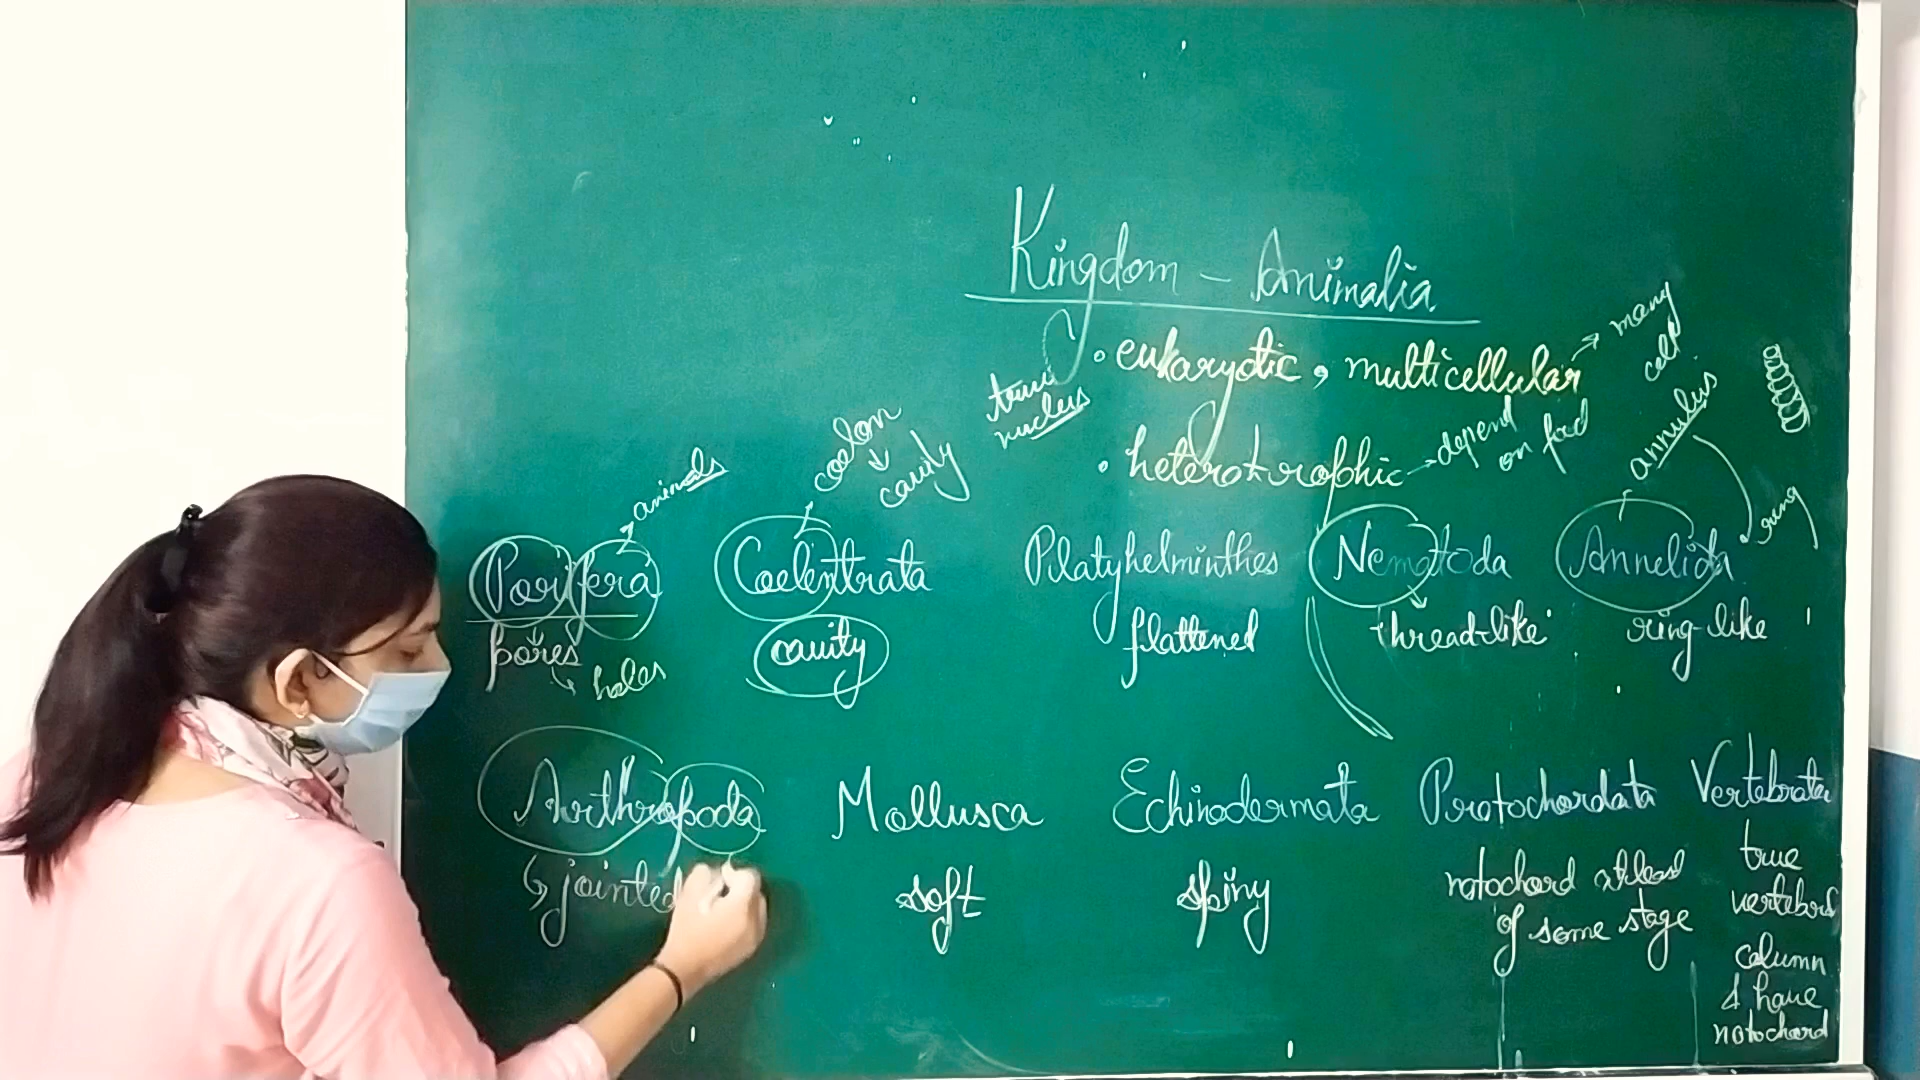 Kingdom - Animalia
• eukaryotic, multicellular → many cell
true nucleus
• heterotrophic → depend on food
animals
coelom ↓ cavity
annulus
ring
Porifera Coelentrata Platyhelminthes Nematoda Annelida
pores cavity flattened thread-like ring-like
holes
Arthropoda Mollusca Echinodermata Protochordata Vertebrata
↳ jointed soft spiny notochord atleast of some stage true
column
& have
notochord